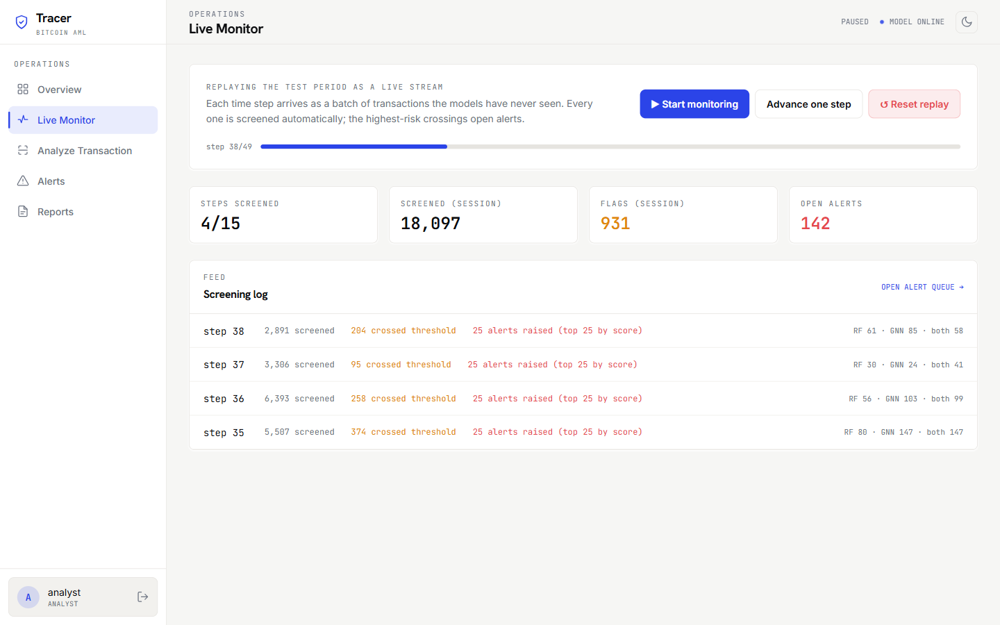 Tracer
BITCOIN AML
OPERATIONS
Overview
Live Monitor
Analyze Transaction
Alerts
Reports
A
analyst
ANALYST
OPERATIONS
Live Monitor
PAUSED
MODEL ONLINE
REPLAYING THE TEST PERIOD AS A LIVE STREAM
Each time step arrives as a batch of transactions the models have never seen. Every
one is screened automatically; the highest-risk crossings open alerts.
▶ Start monitoring
Advance one step
↺ Reset replay
step 38/49
STEPS SCREENED
4/15
SCREENED (SESSION)
18,097
FLAGS (SESSION)
931
OPEN ALERTS
142
FEED
Screening log
OPEN ALERT QUEUE →
step 38 2,891 screened 204 crossed threshold 25 alerts raised (top 25 by score) RF 61 · GNN 85 · both 58
step 37 3,306 screened 95 crossed threshold 25 alerts raised (top 25 by score) RF 30 · GNN 24 · both 41
step 36 6,393 screened 258 crossed threshold 25 alerts raised (top 25 by score) RF 56 · GNN 103 · both 99
step 35 5,507 screened 374 crossed threshold 25 alerts raised (top 25 by score) RF 80 · GNN 147 · both 147